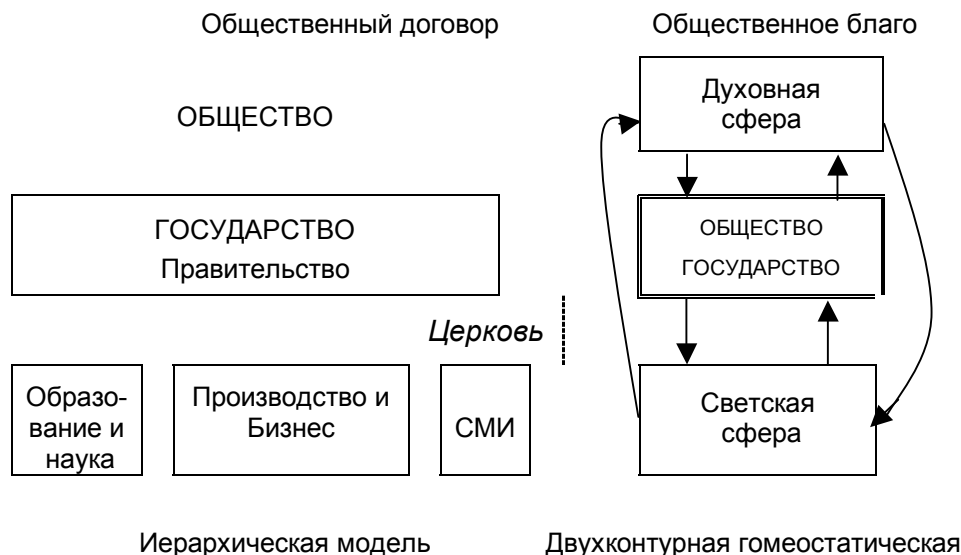 Общественный договор
Общественное благо
ОБЩЕСТВО
Духовная
сфера
ГОСУДАРСТВО
Правительство
ОБЩЕСТВО
ГОСУДАРСТВО
Церковь
Образо-
вание и
наука
Производство и
Бизнес
СМИ
Светская
сфера
Иерархическая модель
Двухконтурная гомеостатическая